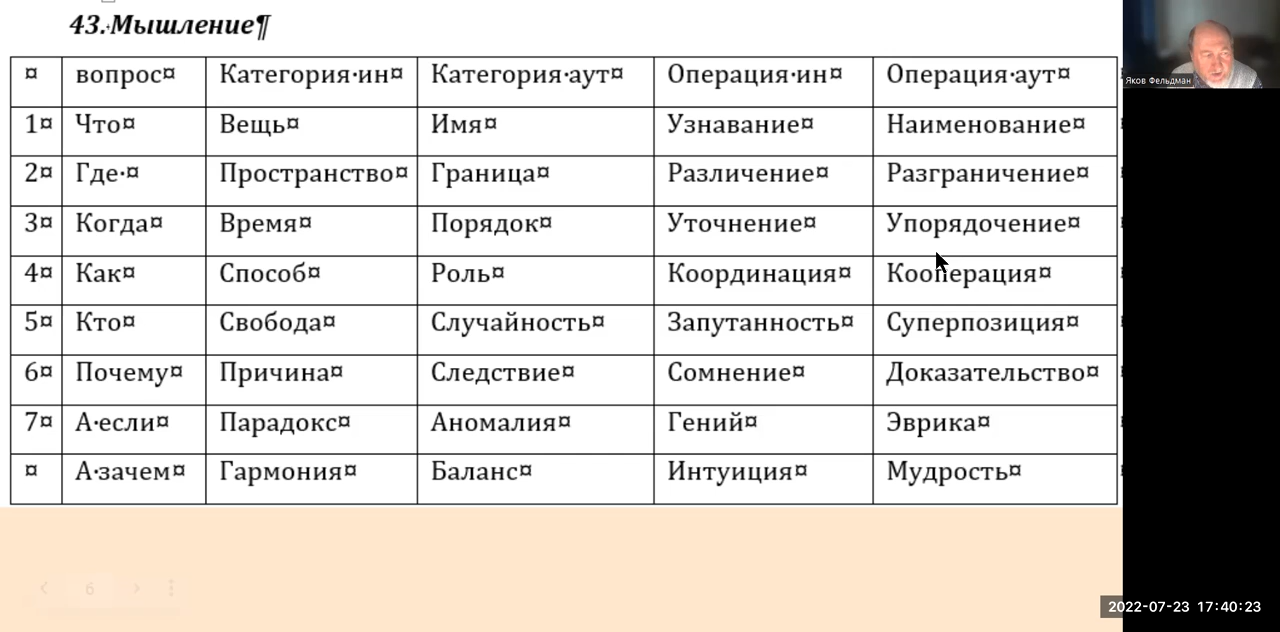 43.·Мышление¶
¤ вопрос¤ Категория·ин¤ Категория·аут¤ Операция·ин¤ Операция·аут¤
Яков Фельдман
1¤ Что¤ Вещь¤ Имя¤ Узнавание¤ Наименование¤
2¤ Где·¤ Пространство¤ Граница¤ Различение¤ Разграничение¤
3¤ Когда¤ Время¤ Порядок¤ Уточнение¤ Упорядочение¤
4¤ Как¤ Способ¤ Роль¤ Координация¤ Кооперация¤
5¤ Кто¤ Свобода¤ Случайность¤ Запутанность¤ Суперпозиция¤
6¤ Почему¤ Причина¤ Следствие¤ Сомнение¤ Доказательство¤
7¤ А·если¤ Парадокс¤ Аномалия¤ Гений¤ Эврика¤
¤ А·зачем¤ Гармония¤ Баланс¤ Интуиция¤ Мудрость¤
6
2022-07-23 17:40:23